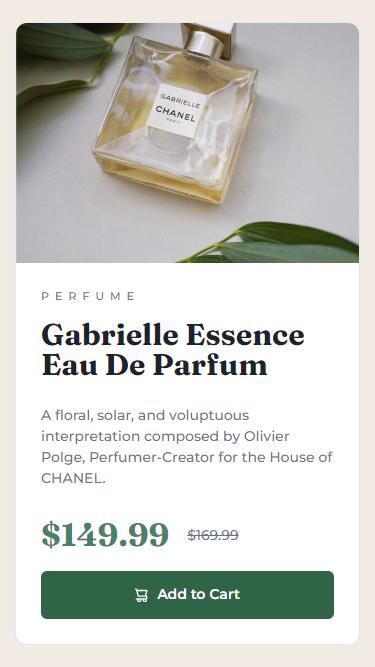 GABRIELLE
CHANEL
PARIS
PERFUME
Gabrielle Essence
Eau De Parfum
A floral, solar, and voluptuous
interpretation composed by Olivier
Polge, Perfumer-Creator for the House of
CHANEL.
$149.99 $169.99
Add to Cart